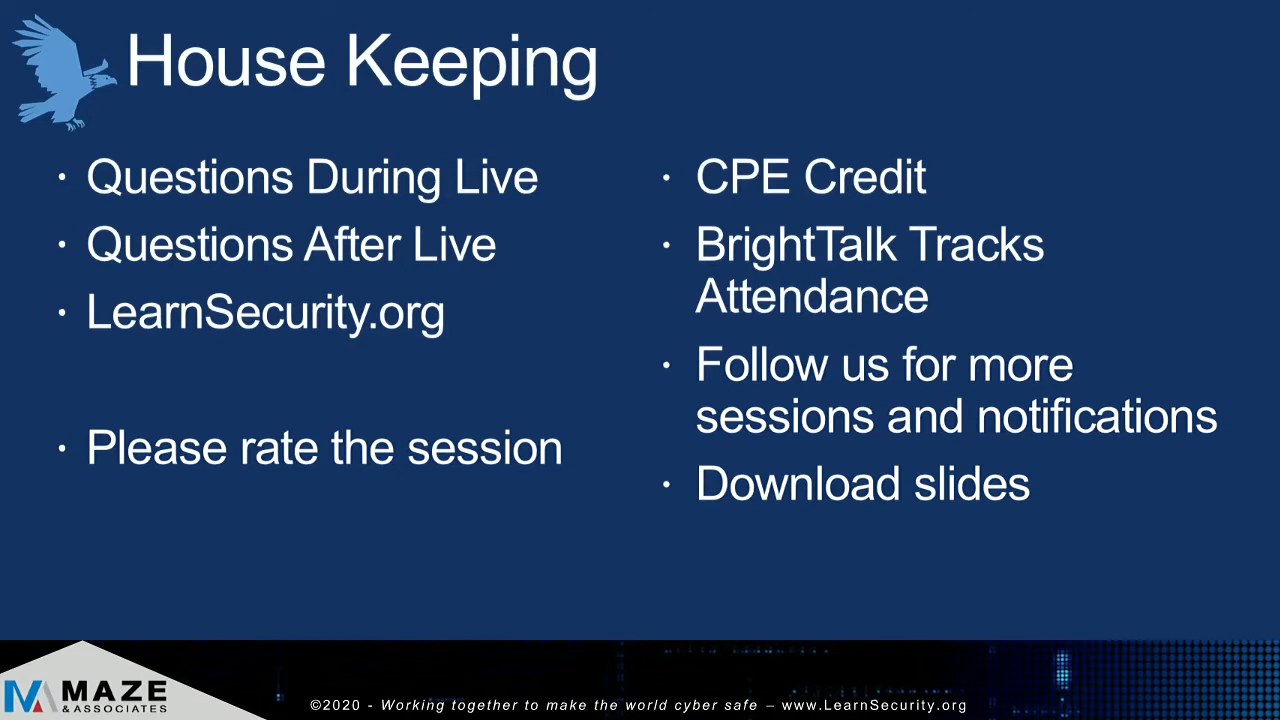 House Keeping
· Questions During Live
· Questions After Live
· LearnSecurity.org
· Please rate the session
· CPE Credit
· BrightTalk Tracks
Attendance
· Follow us for more
sessions and notifications
· Download slides
MAZE
& ASSOCIATES
©2020 - Working together to make the world cyber safe – www.LearnSecurity.org